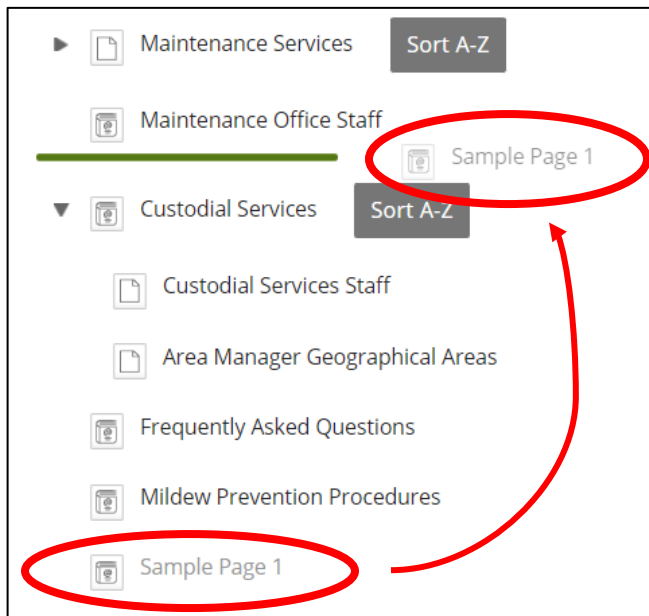 Maintenance Services Sort A-Z
Maintenance Office Staff
Sample Page 1
Custodial Services Sort A-Z
Custodial Services Staff
Area Manager Geographical Areas
Frequently Asked Questions
Mildew Prevention Procedures
Sample Page 1